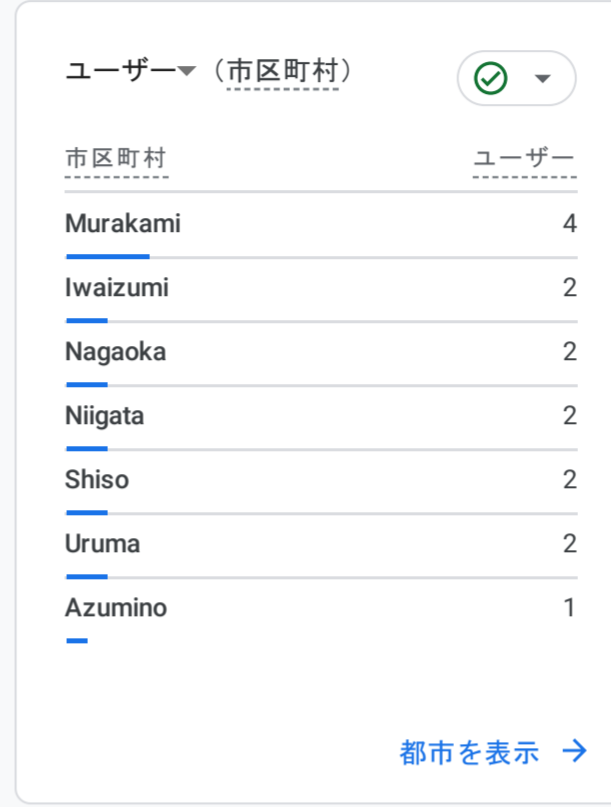 ユーザー（市区町村）
市区町村 ユーザー
Murakami 4
Iwaizumi 2
Nagaoka 2
Niigata 2
Shiso 2
Uruma 2
Azumino 1
都市を表示